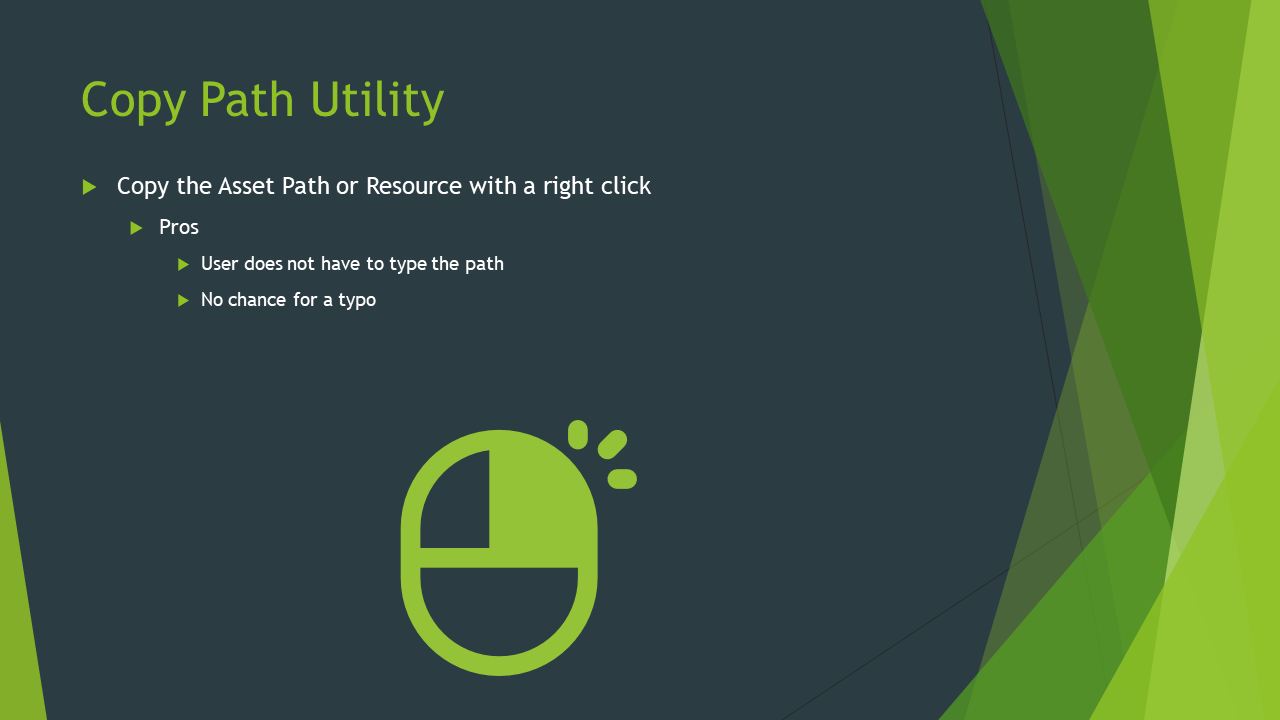 Copy Path Utility
Copy the Asset Path or Resource with a right click
Pros
User does not have to type the path
No chance for a typo